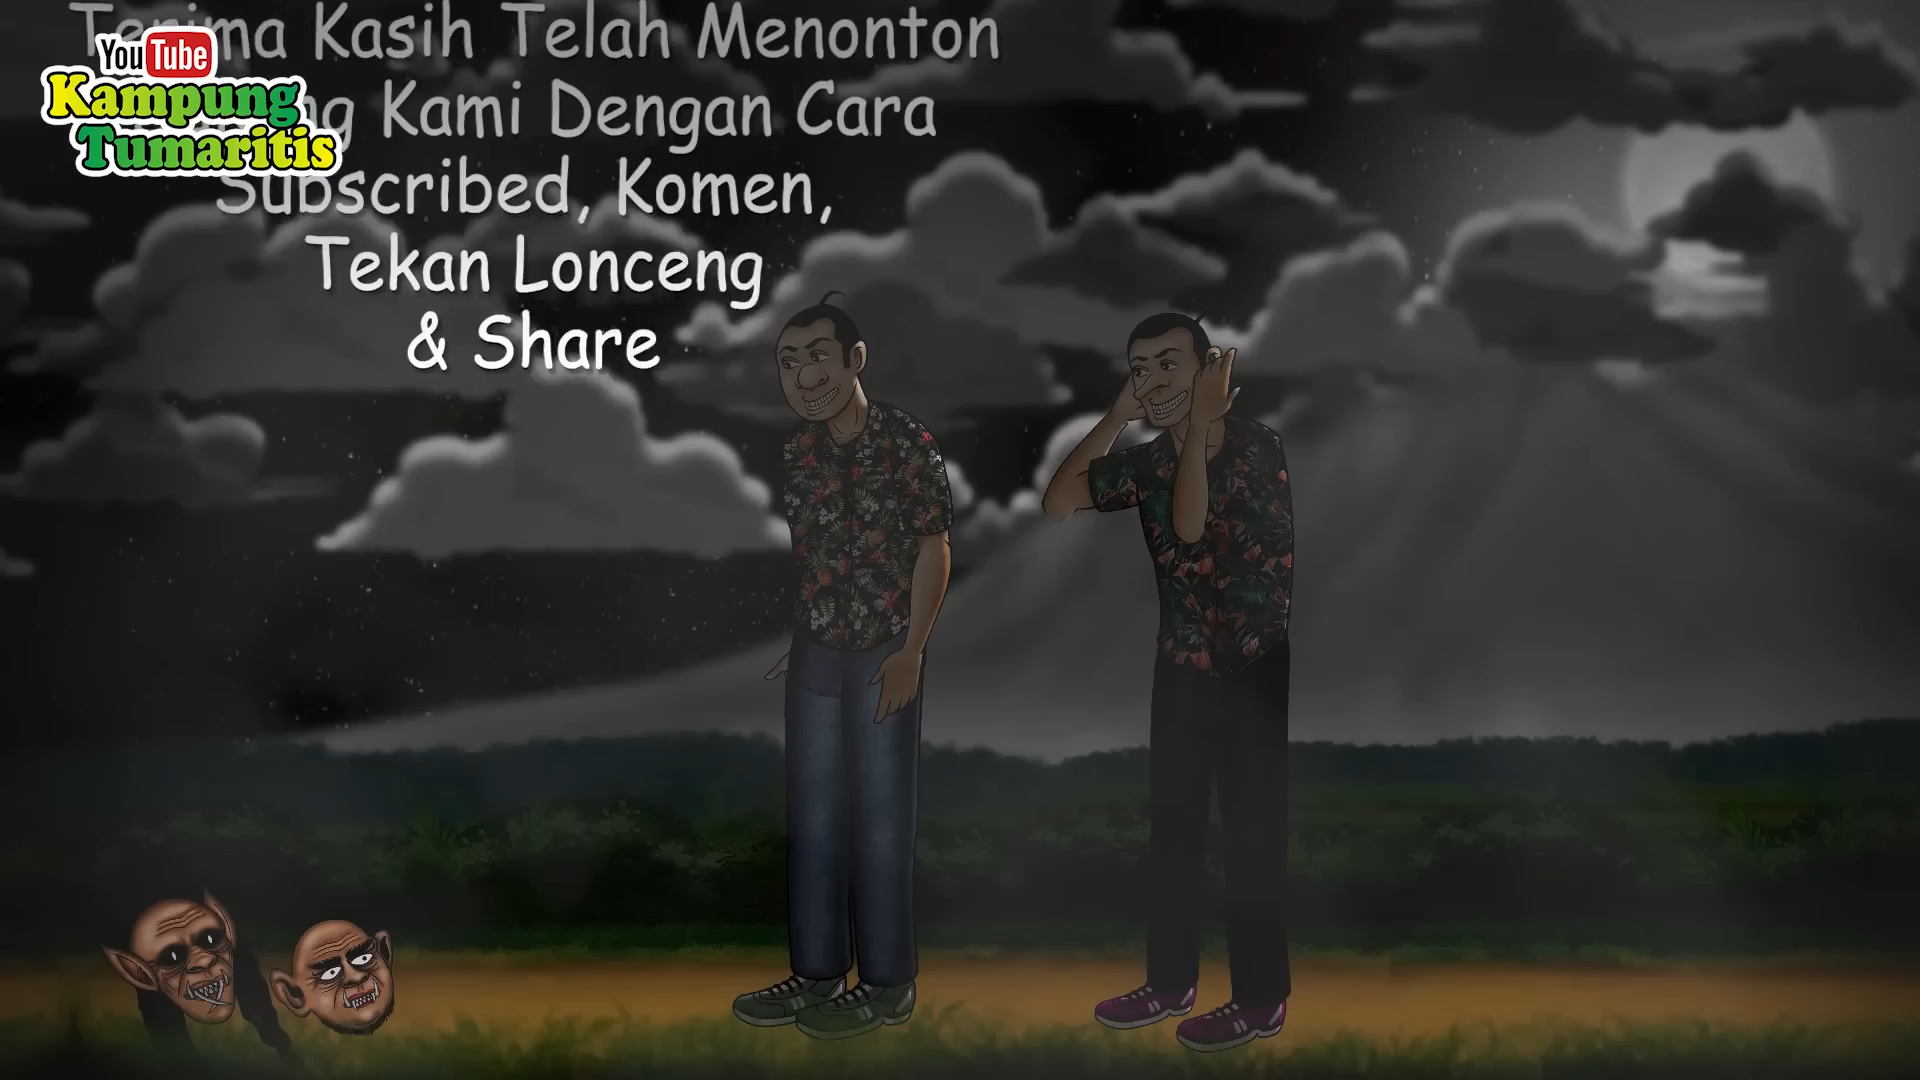 YouTube
Kampung
Tumaritis
Terima Kasih Telah Menonton
Kami Dengan Cara
Subscribed, Komen,
Tekan Lonceng
& Share